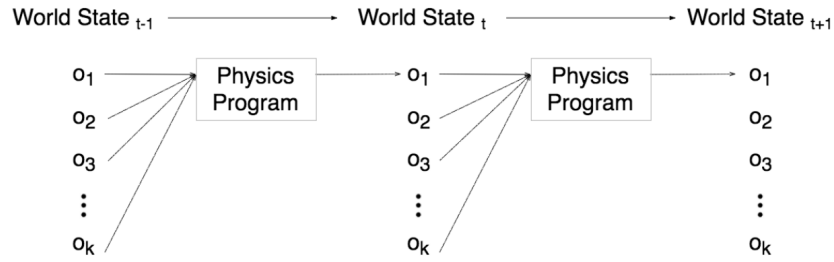 World State t-1 World State t World State t+1
o1 Physics Program o1 Physics Program o1
o2 o2 o2
o3 o3 o3
ok ok ok